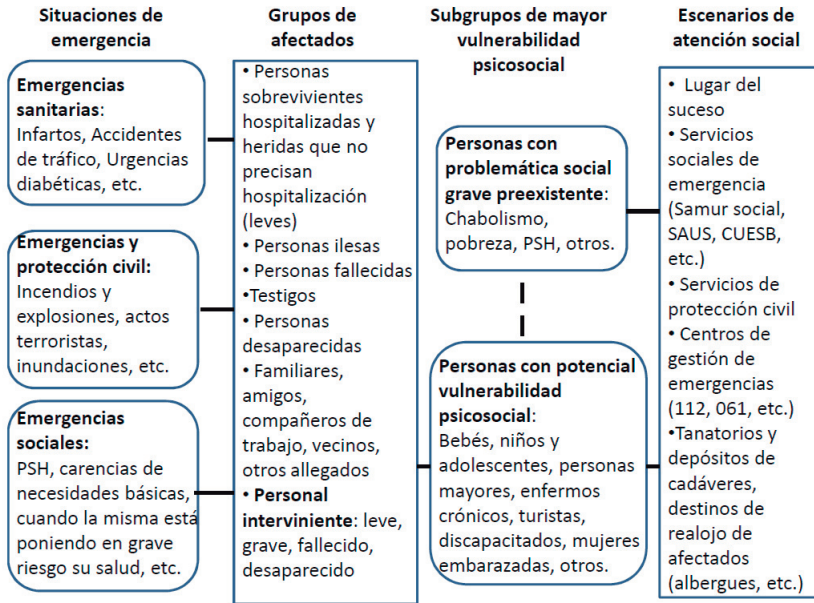 Situaciones de
emergencia
Emergencias
sanitarias:
Infartos, Accidentes
de tráfico, Urgencias
diabéticas, etc.
Emergencias y
protección civil:
Incendios y
explosiones, actos
terroristas,
inundaciones, etc.
Emergencias
sociales:
PSH, carencias de
necesidades básicas,
cuando la misma está
poniendo en grave
riesgo su salud, etc.
Grupos de
afectados
• Personas
sobrevivientes
hospitalizadas y
heridas que no
precisan
hospitalización
(leves)
• Personas ilesas
• Personas fallecidas
•Testigos
• Personas
desaparecidas
• Familiares,
amigos,
compañeros de
trabajo, vecinos,
otros allegados
• Personal
interviniente: leve,
grave, fallecido,
desaparecido
Subgrupos de mayor
vulnerabilidad
psicosocial
Personas con
problemática social
grave preexistente:
Chabolismo,
pobreza, PSH, otros.
Personas con potencial
vulnerabilidad
psicosocial:
Bebés, niños y
adolescentes, personas
mayores, enfermos
crónicos, turistas,
discapacitados, mujeres
embarazadas, otros.
Escenarios de
atención social
• Lugar del
suceso
• Servicios
sociales de
emergencia
(Samur social,
SAUS, CUESB,
etc.)
• Servicios de
protección civil
• Centros de
gestión de
emergencias
(112, 061, etc.)
•Tanatorios y
depósitos de
cadáveres,
destinos de
realojo de
afectados
(albergues, etc.)